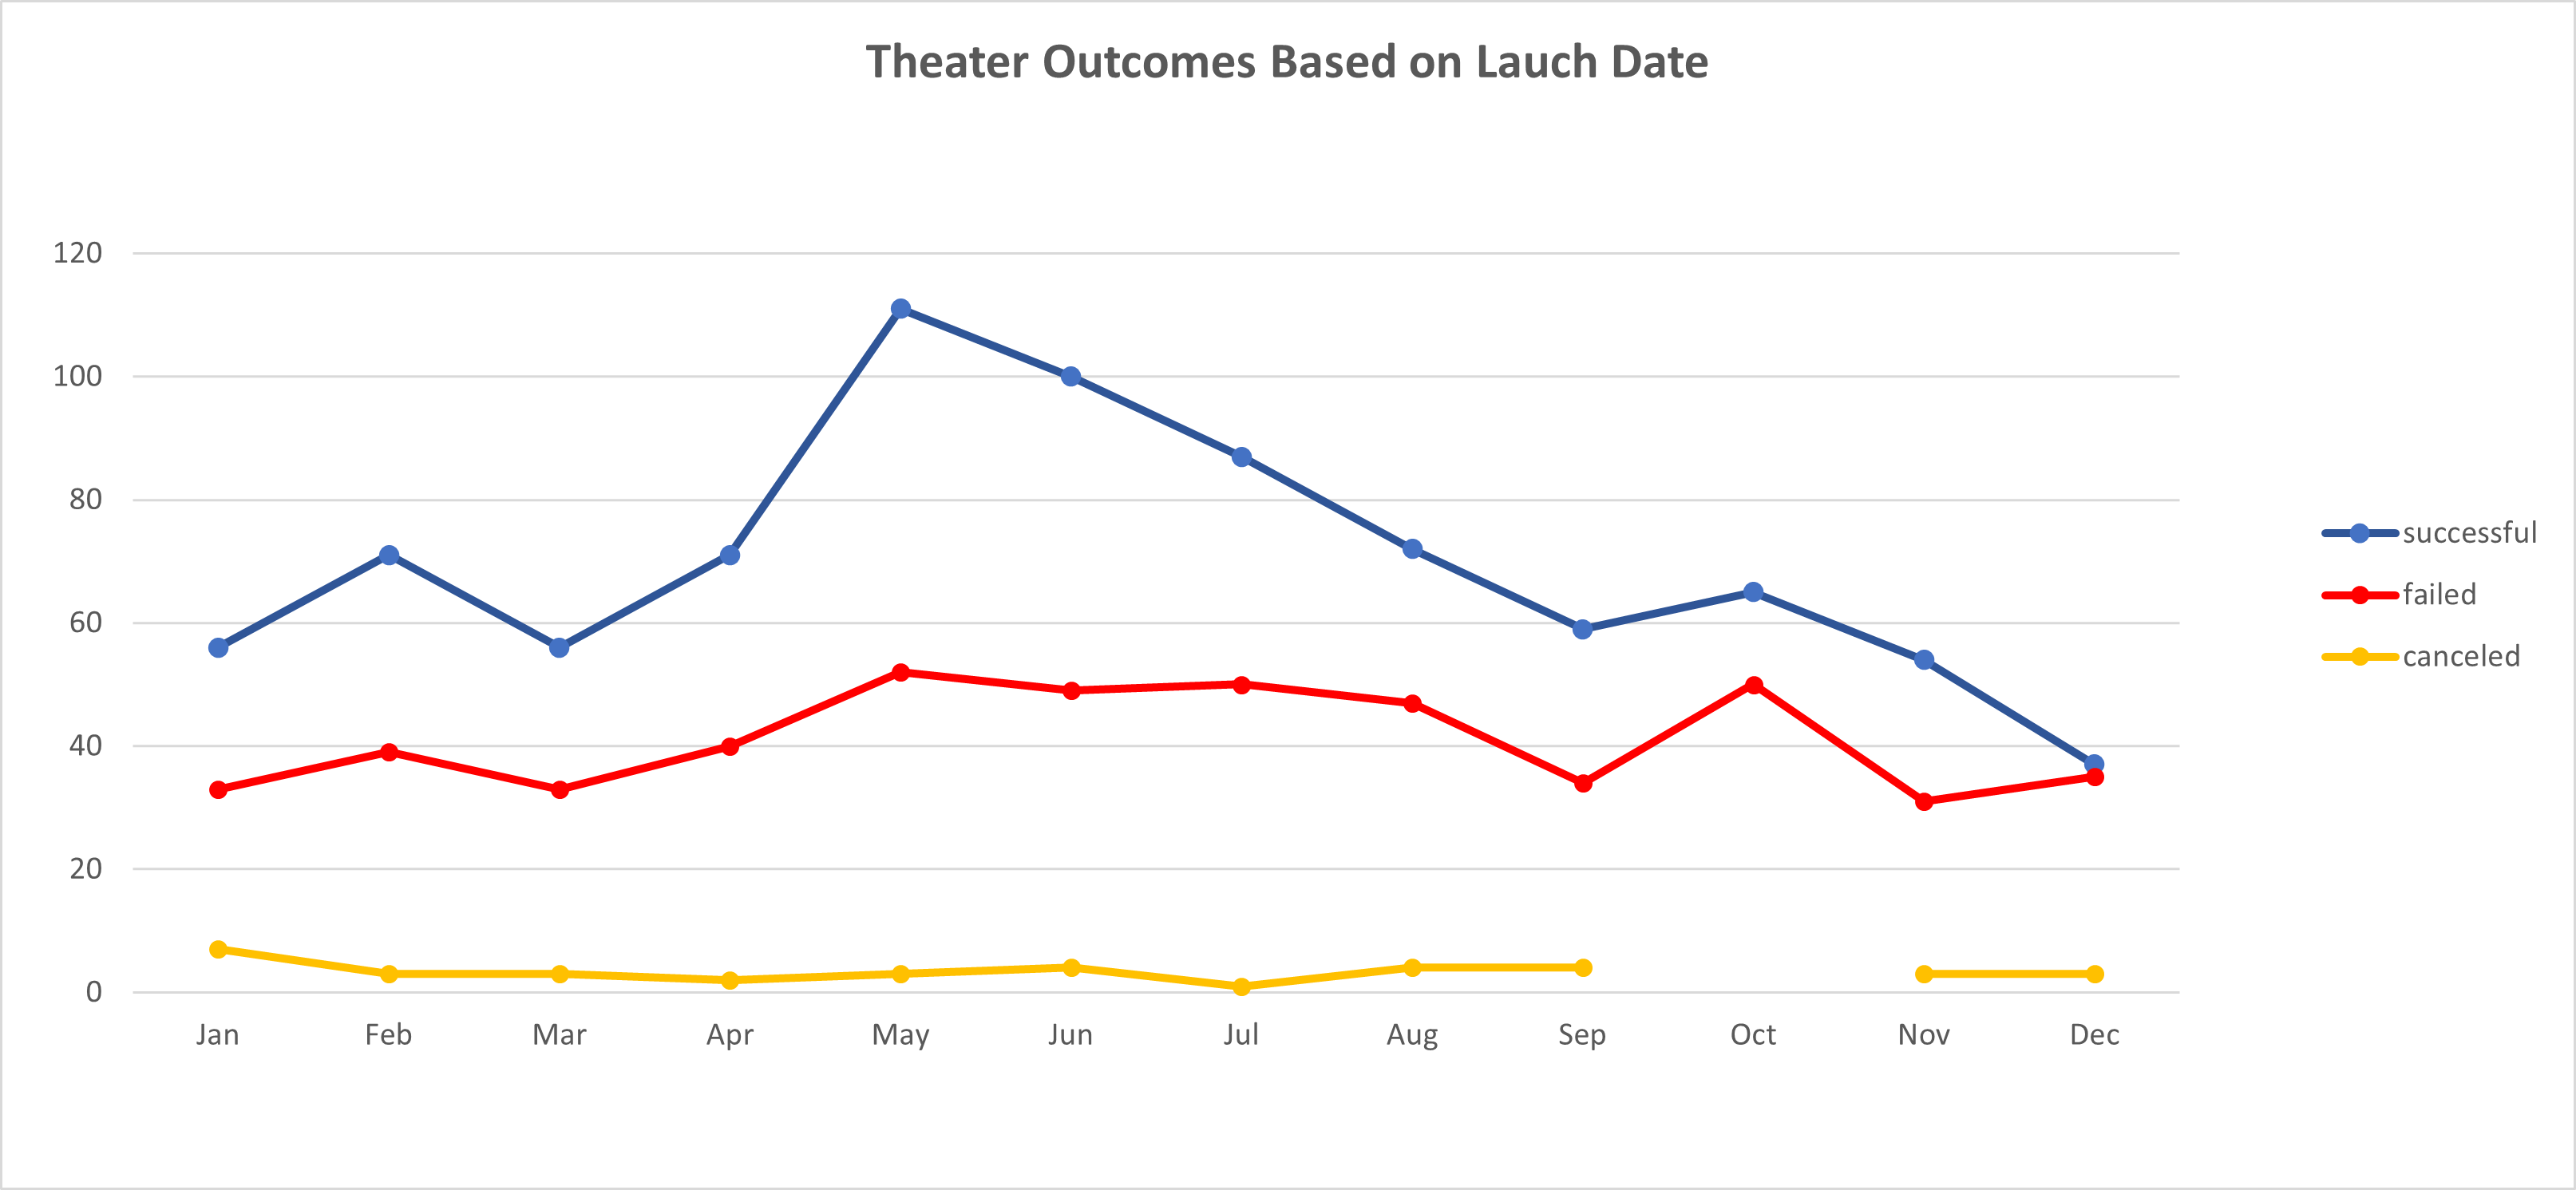 Theater Outcomes Based on Lauch Date
120
100
80
60
40
20
0
Jan Feb Mar Apr May Jun Jul Aug Sep Oct Nov Dec
successful
failed
canceled